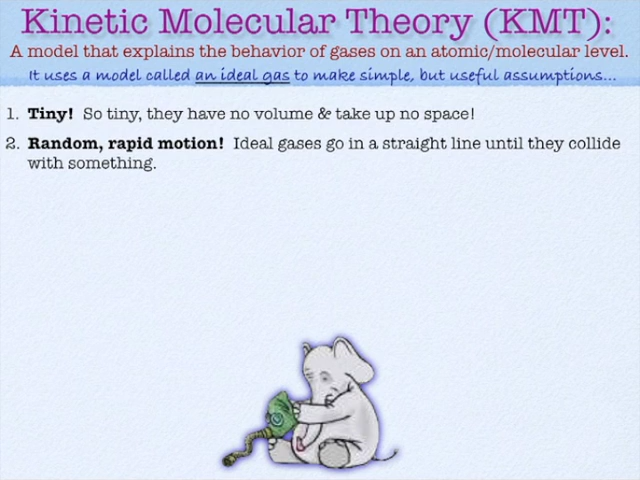 Kinetic Molecular Theory (KMT):
A model that explains the behavior of gases on an atomic/molecular level.
It uses a model called an ideal gas to make simple, but useful assumptions...
1. Tiny! So tiny, they have no volume & take up no space!
2. Random, rapid motion! Ideal gases go in a straight line until they collide
with something.